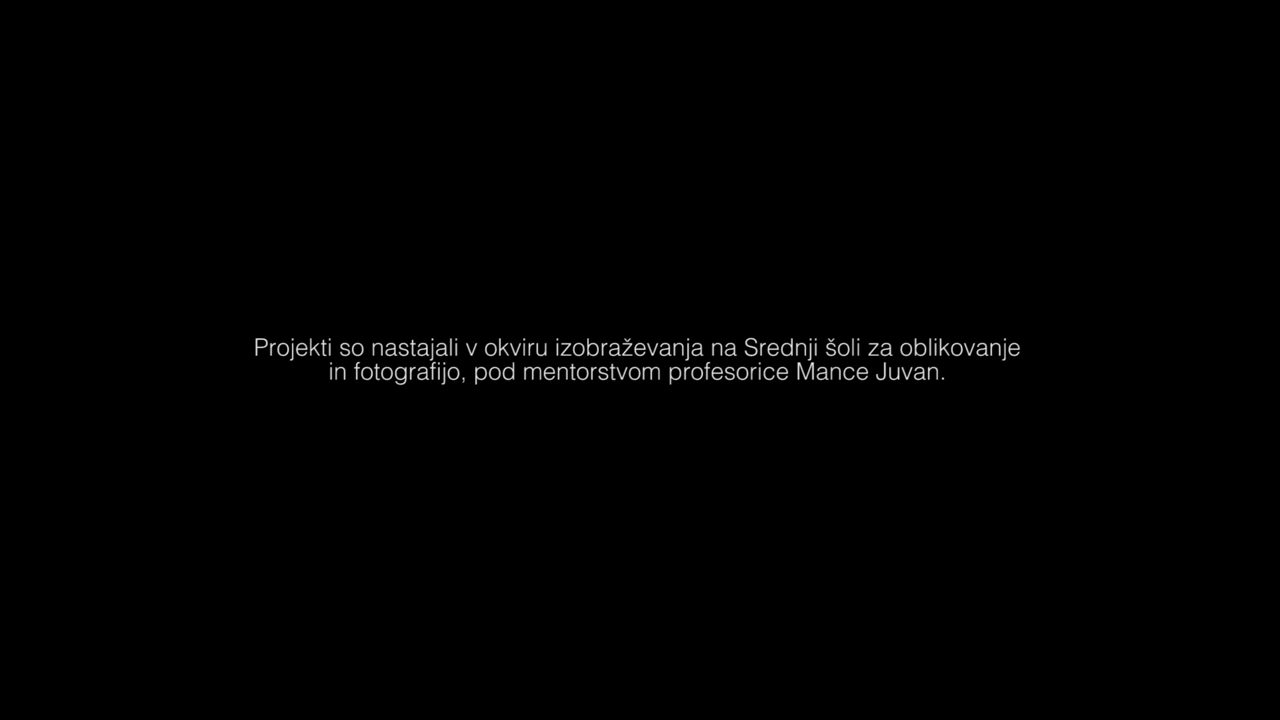 Projekti so nastajali v okviru izobraževanja na Srednji šoli za oblikovanje
in fotografijo, pod mentorstvom profesorice Mance Juvan.